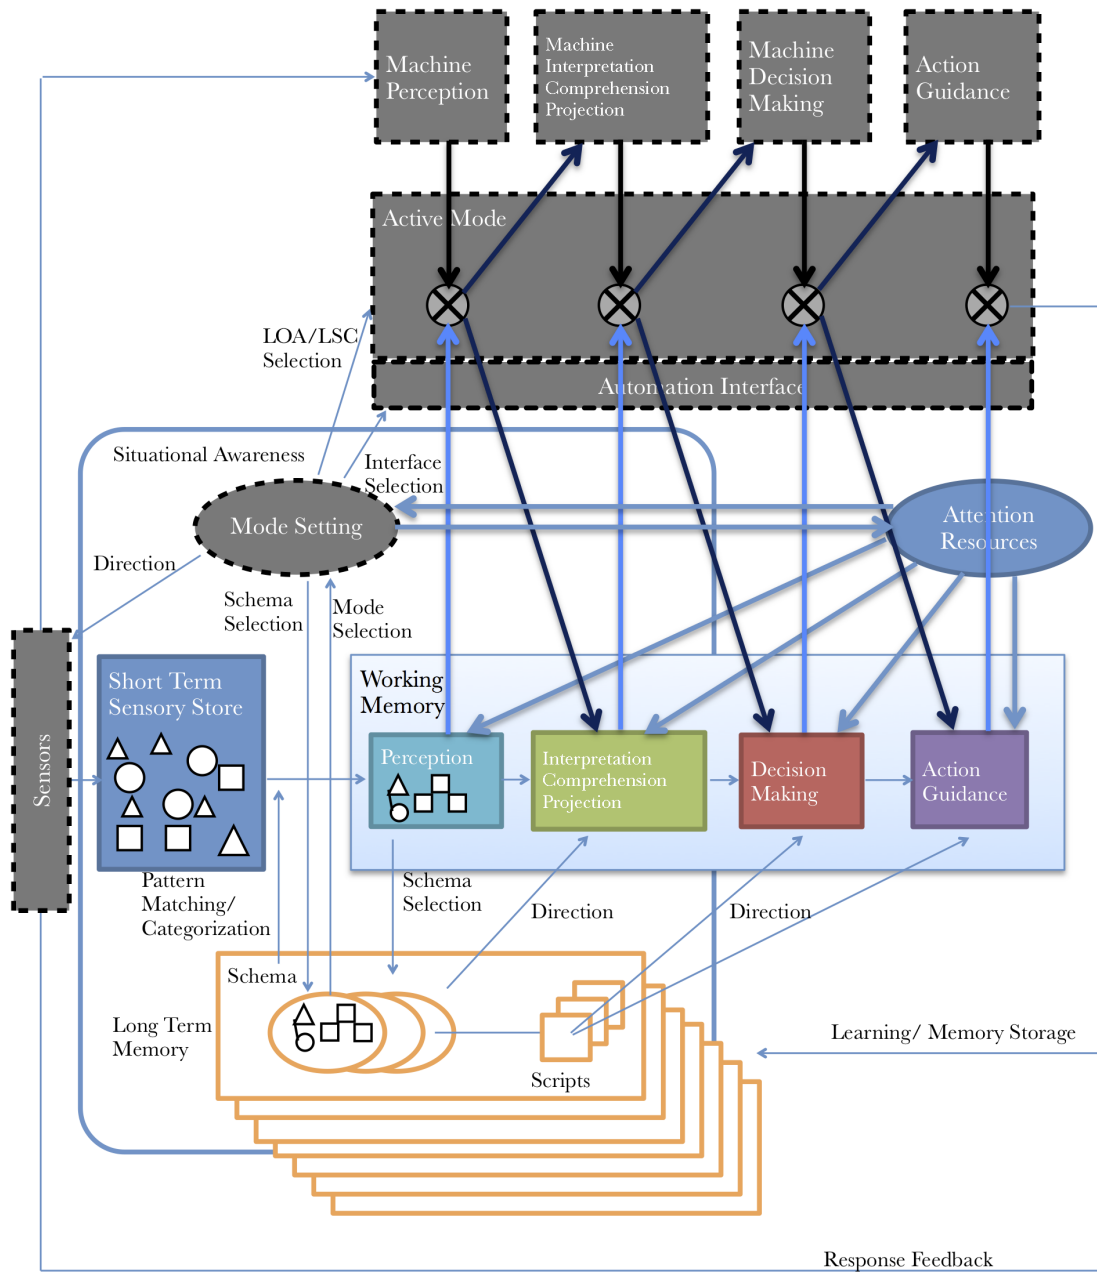 Machine
Perception
Machine
Interpretation
Comprehension
Projection
Machine
Decision
Making
Action
Guidance
Active Mode
LOA/LSC
Selection
Automation Interface
Situational Awareness
Interface
Selection
Mode Setting
Attention
Resources
Direction
Schema
Selection
Mode
Selection
Sensors
Short Term
Sensory Store
Working
Memory
Perception
Interpretation
Comprehension
Projection
Decision
Making
Action
Guidance
Pattern
Matching/
Categorization
Schema
Selection
Direction
Direction
Schema
Long Term
Memory
Scripts
Learning/ Memory Storage
Response Feedback